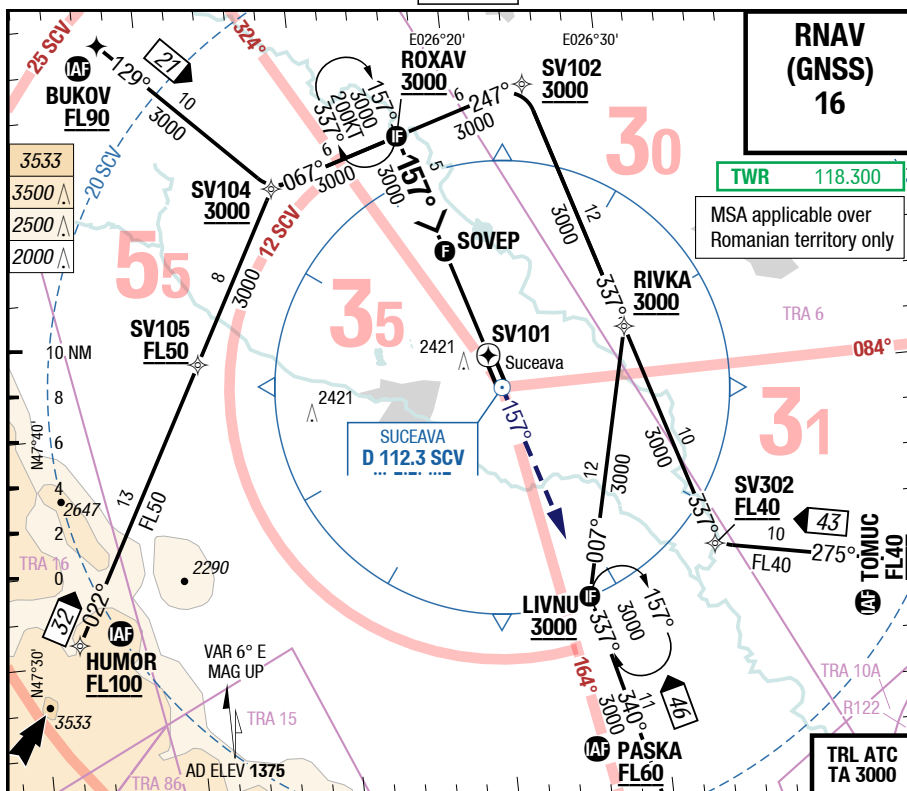 RNAV
(GNSS)
16
TWR 118.300
MSA applicable over
Romanian territory only
25 SCV
324°
E026°20'
E026°30'
IAF
BUKOV
FL90
129°
21
10
3000
20 SCV
ROXAV
3000
157°
3000
337°
200KT
IF
6
247°
3000
SV102
3000
30
3533
3500
2500
2000
SV104
3000
067°
6
3000
12 SCV
5
157°
3000
12
3000
F SOVEP
55
8
3000
35
337°
RIVKA
3000
TRA 6
SV105
FL50
SV101
Suceava
2421
2421
084°
10 NM
8
6
4
2
0
N47°40'
SUCEAVA
D 112.3 SCV
157°
31
12
3000
10
3000
337°
13
FL50
2647
2290
TRA 16
SV302
FL40
43
10
FL40
275°
IAF TOMUC
FL40
007°
IF
LIVNU
3000
157°
3000
337°
32
022°
IAF
HUMOR
FL100
N47°30'
3533
VAR 6° E
MAG UP
164°
11
3000
340°
46
TRA 10A
R122
TRA 15
TRA 86
AD ELEV 1375
IAF PASKA
FL60
TRL ATC
TA 3000